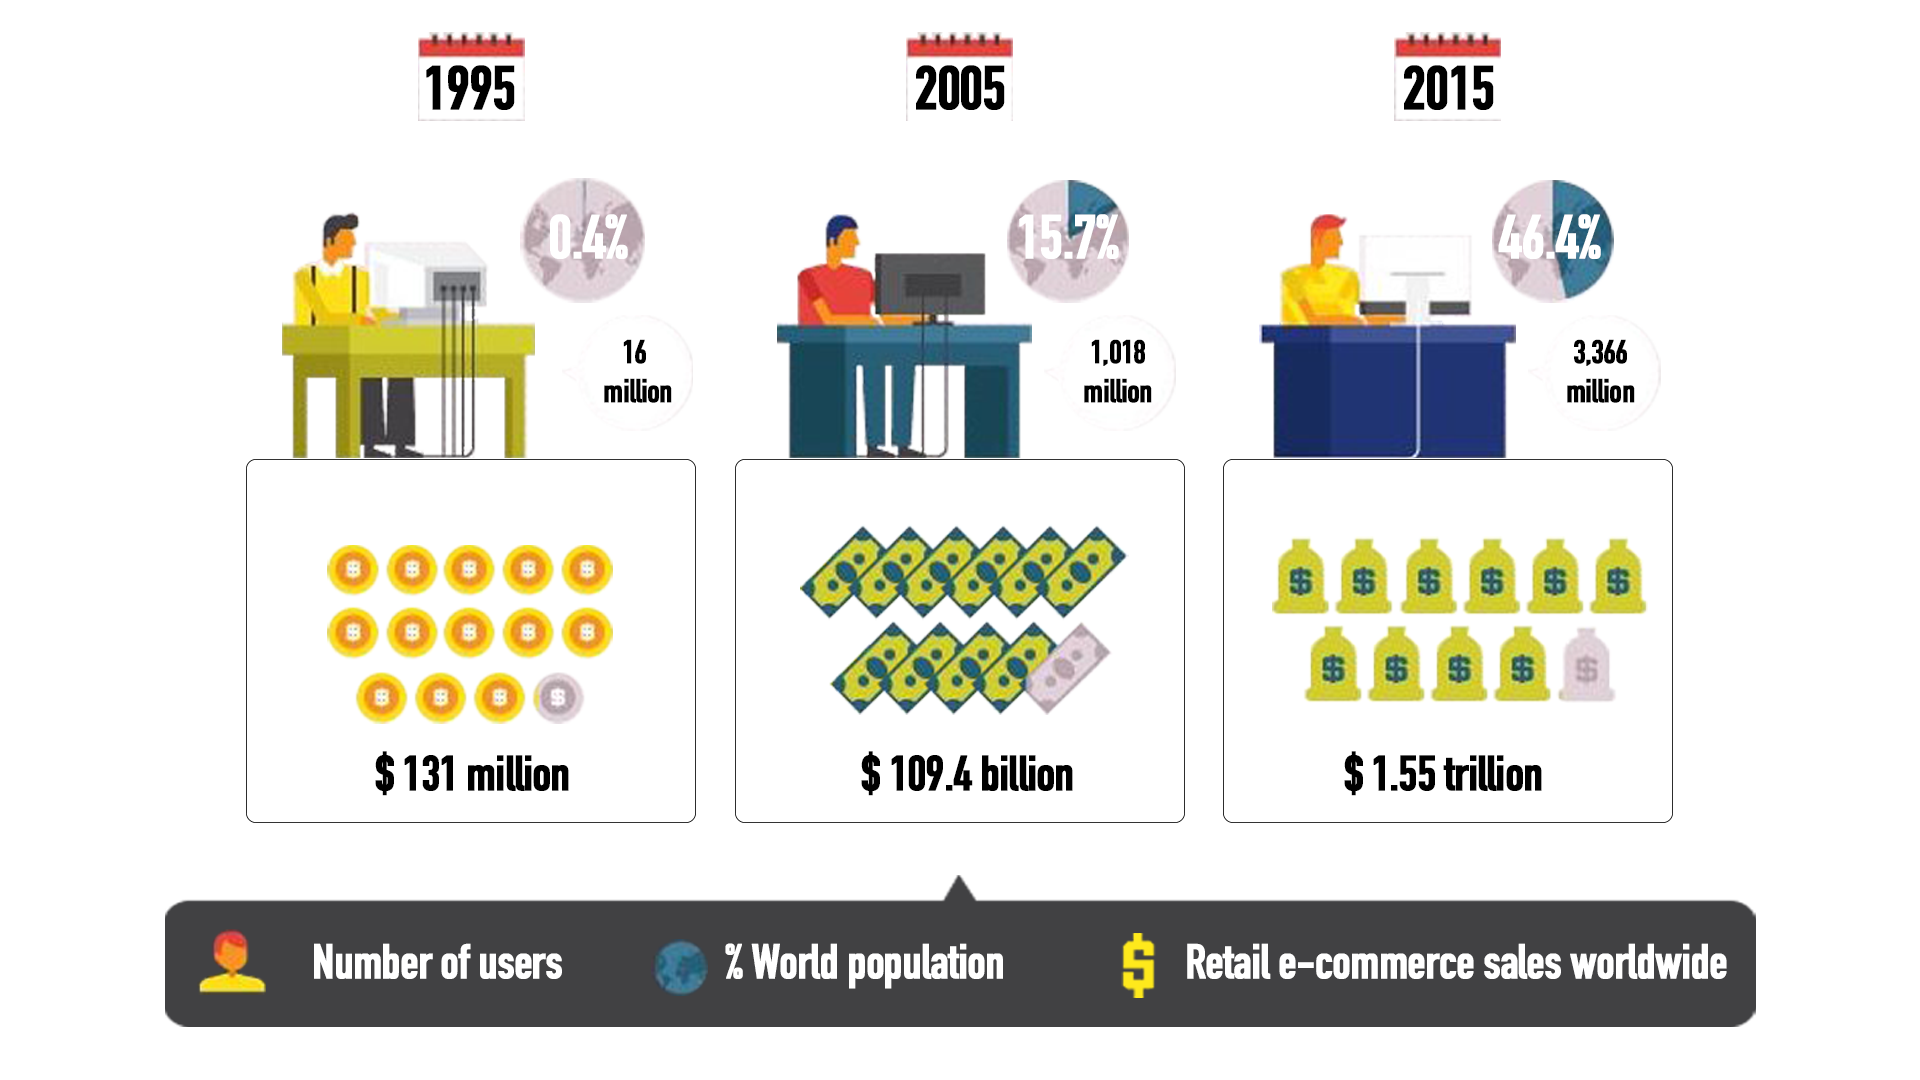 1995
2005
2015
0.4%
15.7%
46.4%
16
million
1,018
million
3,366
million
$ 131 million
$ 109.4 billion
$ 1.55 trillion
Number of users
% World population
$
Retail e-commerce sales worldwide